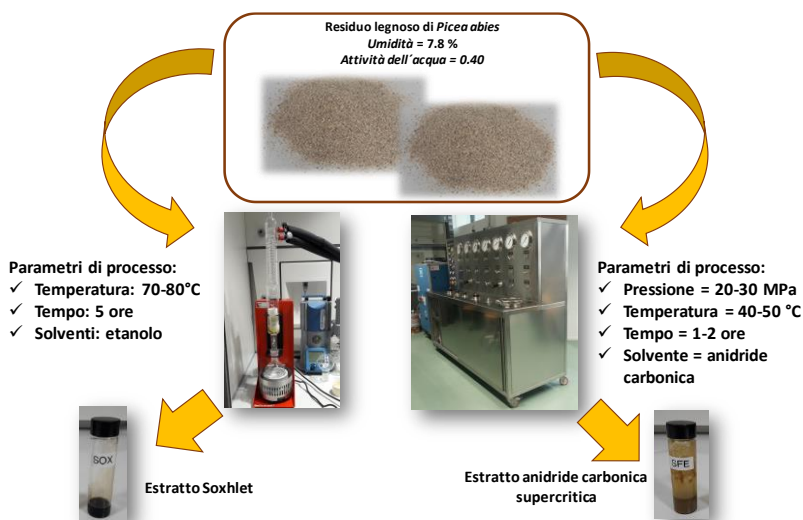 Residuo legnoso di Picea abies
Umidità = 7.8 %
Attività dell´acqua = 0.40
Parametri di processo:
✓ Temperatura: 70-80°C
✓ Tempo: 5 ore
✓ Solventi: etanolo
Parametri di processo:
✓ Pressione = 20-30 MPa
✓ Temperatura = 40-50 °C
✓ Tempo = 1-2 ore
✓ Solvente = anidride
carbonica
SOX
Estratto Soxhlet
Estratto anidride carbonica
supercritica
SFE